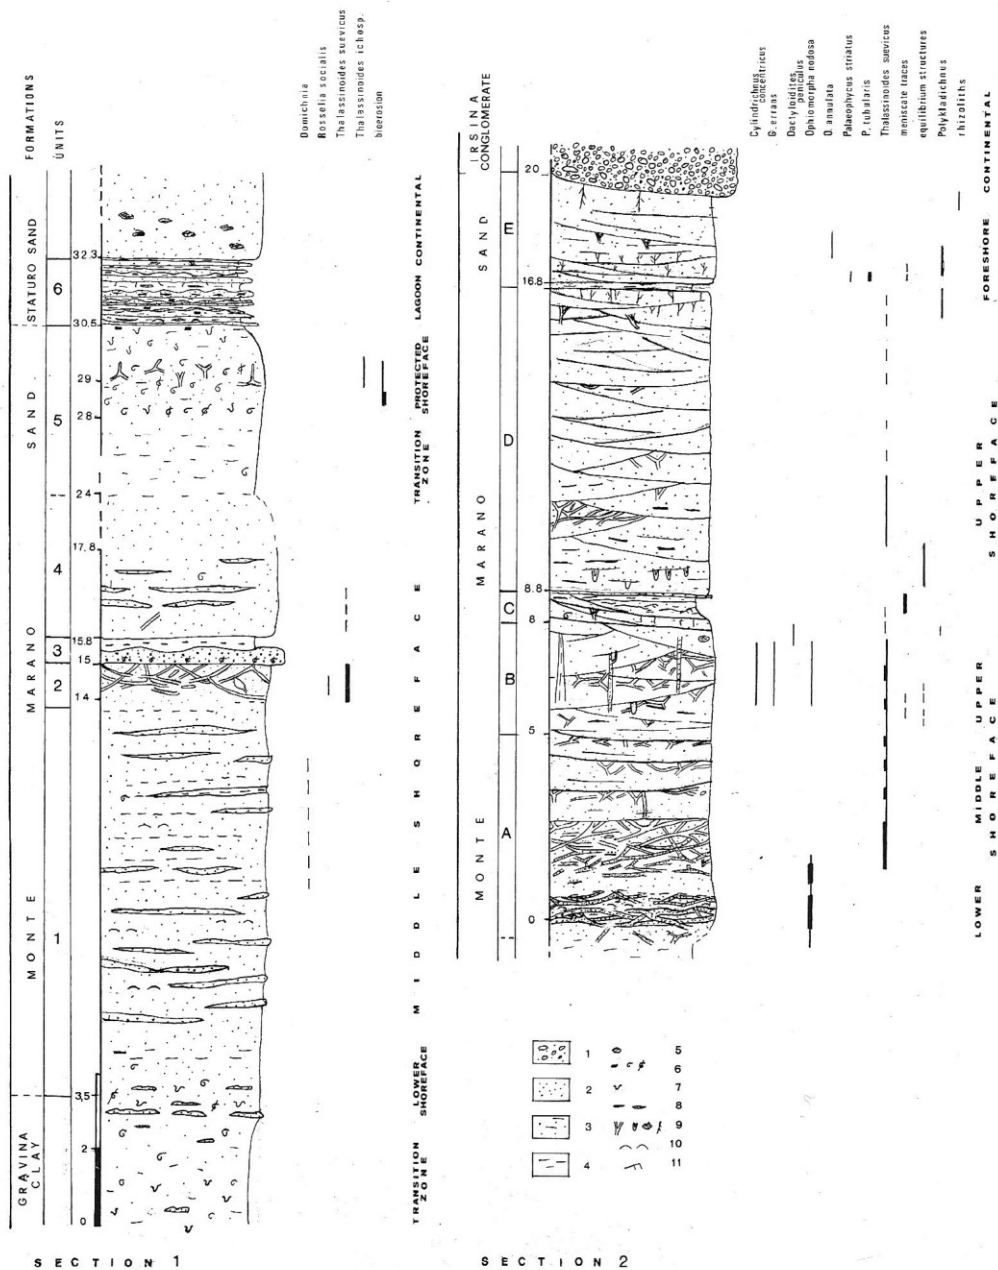 FORMATIONS
UNITS
Domichnia
Rosselia socialis
Thalassinoides suevicus
Thalassinoides ichosp.
bioerosion
GRAVINA
CLAY
MONTE
MARANO
SAND
STATURO SAND
1
2
3
4
5
6
32.3
30.5
29
28
24
17.8
15.8
15
14
3,5
2
0
TRANSITION
ZONE
LOWER
SHOREFACE
MIDDLE SHOREFACE
TRANSITION
ZONE
PROTECTED
SHOREFACE
LAGOON
CONTINENTAL
SECTION 1
IRSINA
CONGLOMERATE
SAND
MARANO
MONTE
E
D
C
B
A
20
16.8
8.8
8
5
0
Cylindrichnus
concentricus
C. errans
Dactyloidites
peniculus
Ophiomorpha nodosa
O. annulata
Palaeophycus striatus
P. tubularis
Thalassinoides suevicus
meniscate traces
equilibrium structures
Polykladichnus
rhizoliths
LOWER
MIDDLE
UPPER
SHOREFACE
UPPER
SHOREFACE
FORESHORE
CONTINENTAL
1
2
3
4
5
6
7
8
9
10
11
SECTION 2